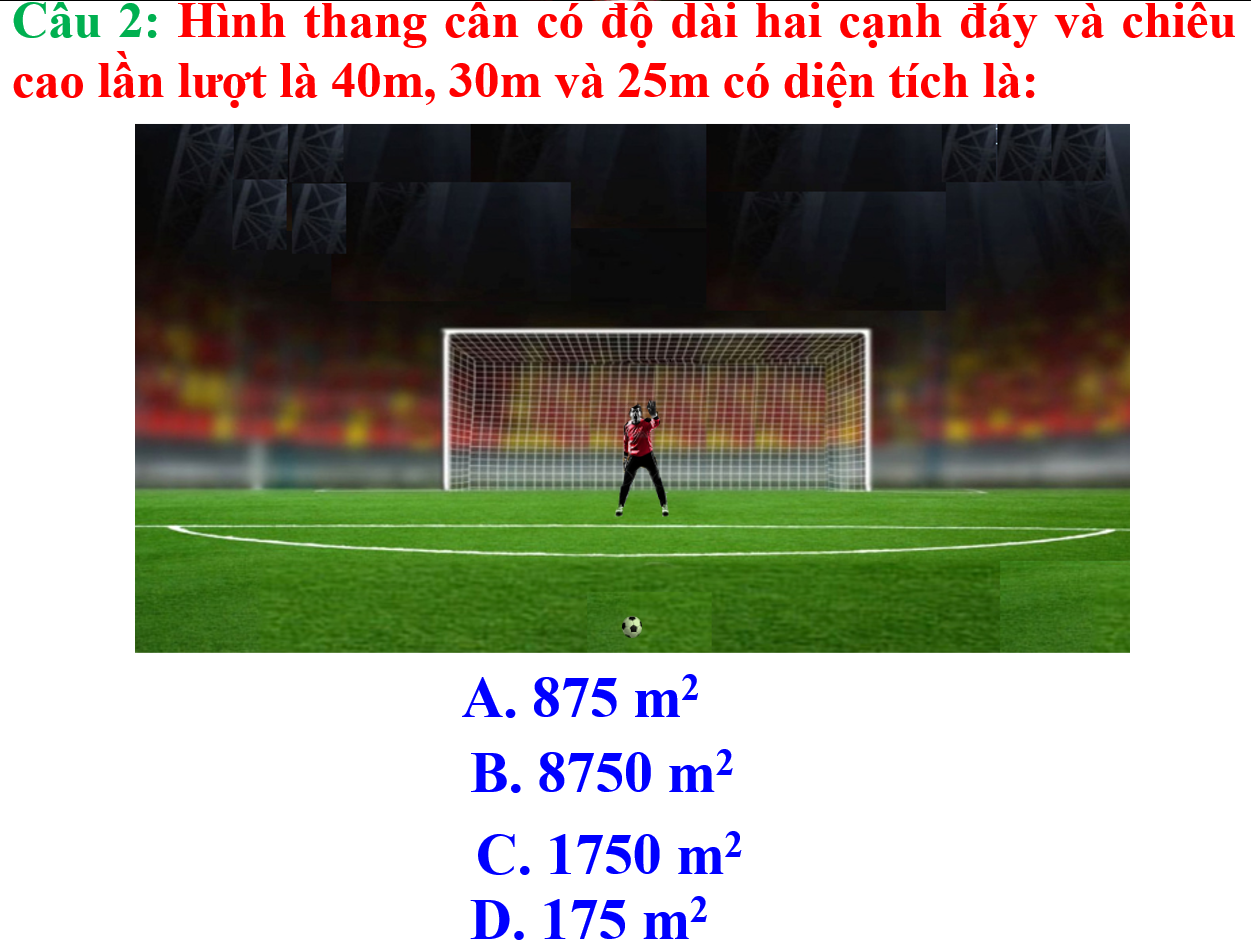 Câu 2: Hình thang cân có độ dài hai cạnh đáy và chiều
cao lần lượt là 40m, 30m và 25m có diện tích là:
A. 875 m²
B. 8750 m²
C. 1750 m²
D. 175 m²